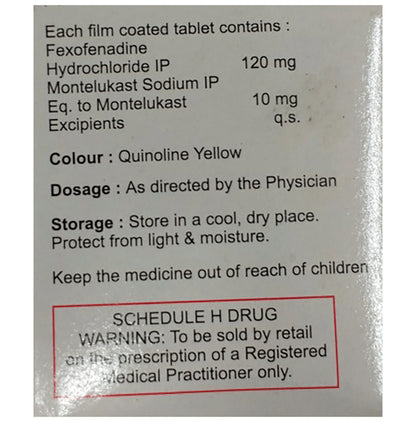 Each film coated tablet contains :
Fexofenadine
Hydrochloride IP 120 mg
Montelukast Sodium IP
Eq. to Montelukast 10 mg
Excipients q.s.
Colour : Quinoline Yellow
Dosage : As directed by the Physician
Storage : Store in a cool, dry place.
Protect from light & moisture.
Keep the medicine out of reach of children
SCHEDULE H DRUG
WARNING: To be sold by retail
on the prescription of a Registered
Medical Practitioner only.